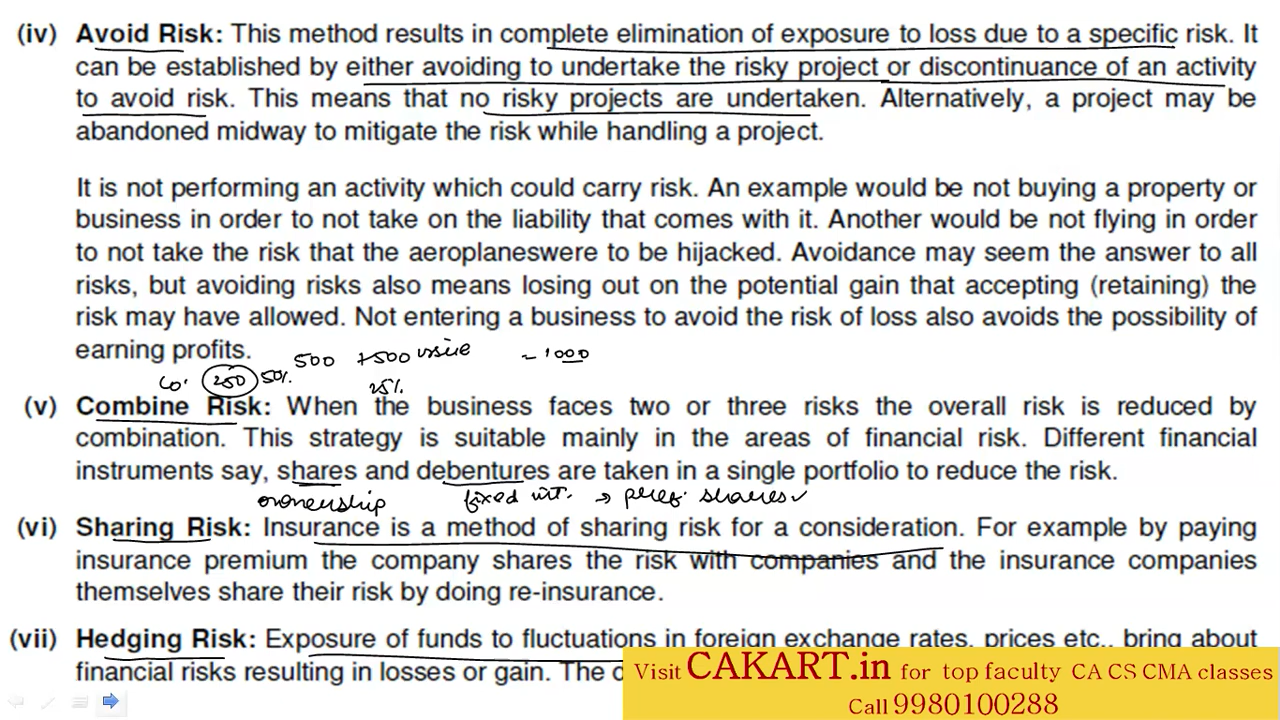 (iv) Avoid Risk: This method results in complete elimination of exposure to loss due to a specific risk. It
can be established by either avoiding to undertake the risky project or discontinuance of an activity
to avoid risk. This means that no risky projects are undertaken. Alternatively, a project may be
abandoned midway to mitigate the risk while handling a project.
It is not performing an activity which could carry risk. An example would be not buying a property or
business in order to not take on the liability that comes with it. Another would be not flying in order
to not take the risk that the aeroplaneswere to be hijacked. Avoidance may seem the answer to all
risks, but avoiding risks also means losing out on the potential gain that accepting (retaining) the
risk may have allowed. Not entering a business to avoid the risk of loss also avoids the possibility of
earning profits.
500 +500 = 1000
250 50% 25%
(v) Combine Risk: When the business faces two or three risks the overall risk is reduced by
combination. This strategy is suitable mainly in the areas of financial risk. Different financial
instruments say, shares and debentures are taken in a single portfolio to reduce the risk.
ownership fixed int. → pref. shares ✓
(vi) Sharing Risk: Insurance is a method of sharing risk for a consideration. For example by paying
insurance premium the company shares the risk with companies and the insurance companies
themselves share their risk by doing re-insurance.
(vii) Hedging Risk: Exposure of funds to fluctuations in foreign exchange rates, prices etc., bring about
financial risks resulting in losses or gain. The
Visit CAKART.in for top faculty CA CS CMA classes
Call 9980100288